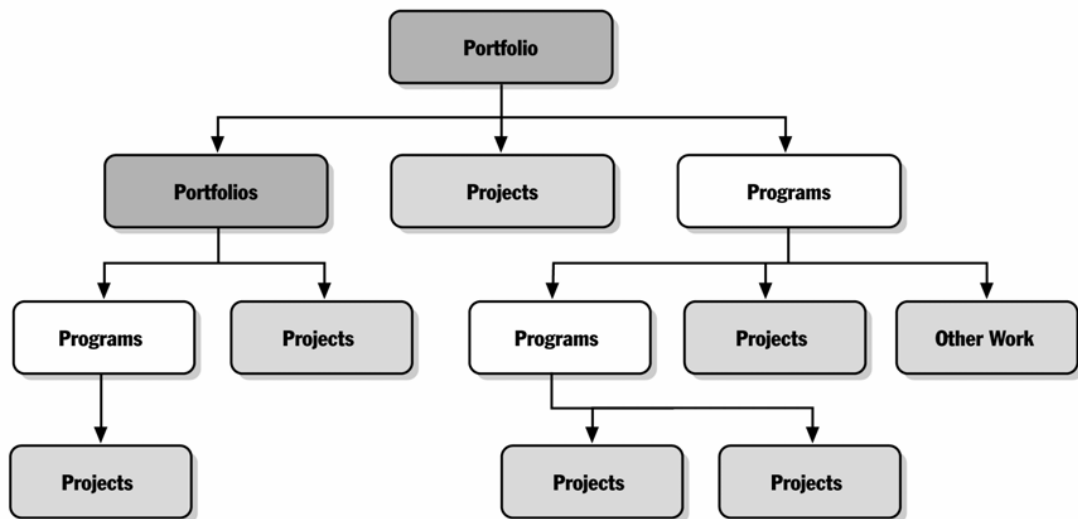 Portfolio
Portfolios
Projects
Programs
Programs
Projects
Programs
Projects
Other Work
Projects
Projects
Projects